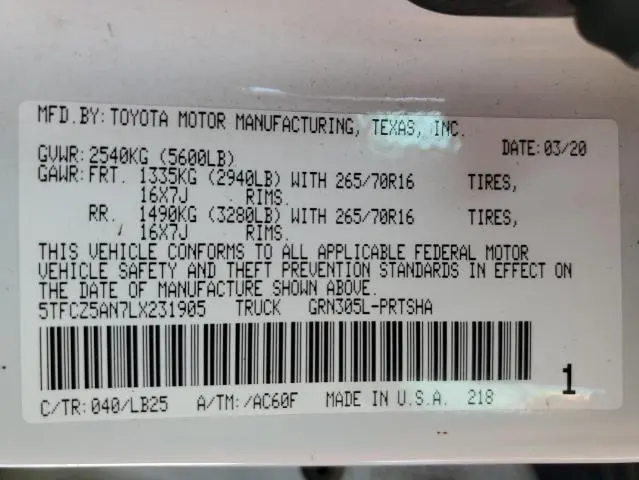 MFD.BY: TOYOTA MOTOR MANUFACTURING, TEXAS, INC.
DATE: 03/20
GVWR: 2540KG (5600LB)
GAWR: FRT. 1335KG (2940LB) WITH 265/70R16 TIRES,
16X7J RIMS.
RR. 1490KG (3280LB) WITH 265/70R16 TIRES,
16X7J RIMS.
THIS VEHICLE CONFORMS TO ALL APPLICABLE FEDERAL MOTOR
VEHICLE SAFETY AND THEFT PREVENTION STANDARDS IN EFFECT ON
THE DATE OF MANUFACTURE SHOWN ABOVE.
5TFCZ5AN7LX231905 TRUCK GRN305L-PRTSHA
C/TR: 040/LB25 A/TM: /AC60F MADE IN U.S.A. 218
1